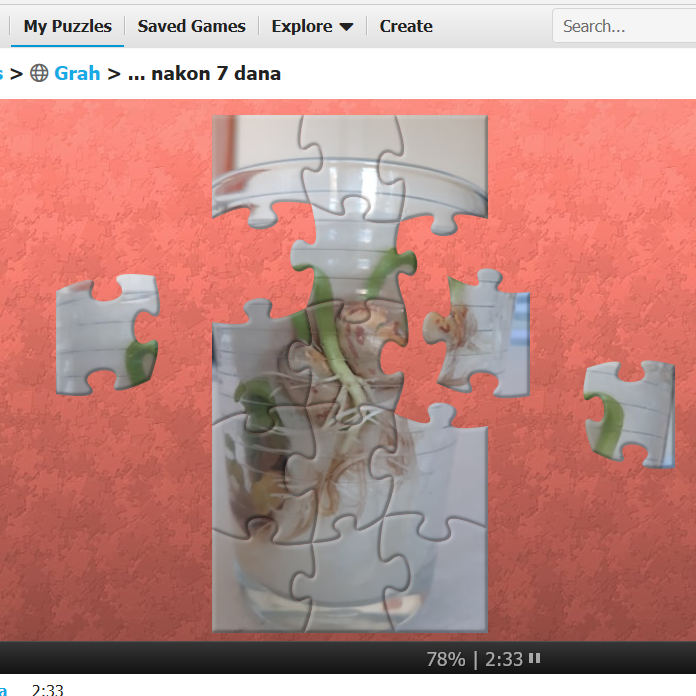 My Puzzles Saved Games Explore Create Search...
s > Grah > ... nakon 7 dana
78% | 2:33
a 2:33